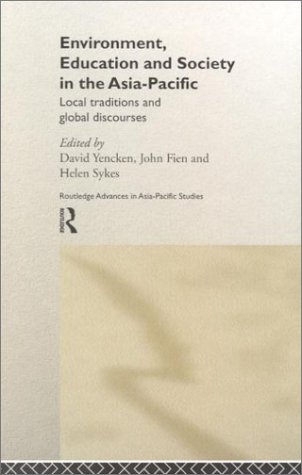 Environment,
Education and Society
in the Asia-Pacific
Local traditions and
global discourses
Edited by
David Yencken, John Fien and
Helen Sykes
Routledge Advances in Asia-Pacific Studies
ROUTLEDGE